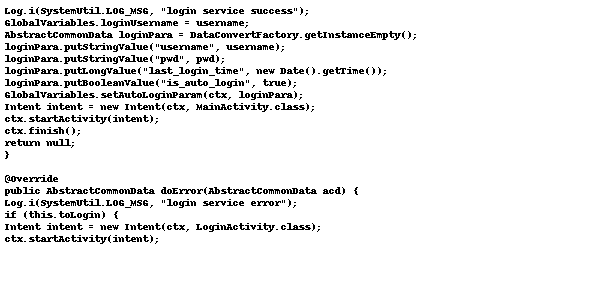 Log.i(SystemUtil.LOG_MSG, "login service success");
GlobalVariables.loginUsername = username;
AbstractCommonData loginPara = DataConvertFactory.getInstanceEmpty();
loginPara.putStringValue("username", username);
loginPara.putStringValue("pwd", pwd);
loginPara.putLongValue("last_login_time", new Date().getTime());
loginPara.putBooleanValue("is_auto_login", true);
GlobalVariables.setAutoLoginParam(ctx, loginPara);
Intent intent = new Intent(ctx, MainActivity.class);
ctx.startActivity(intent);
ctx.finish();
return null;
}
@Override
public AbstractCommonData doError(AbstractCommonData acd) {
Log.i(SystemUtil.LOG_MSG, "login service error");
if (this.toLogin) {
Intent intent = new Intent(ctx, LoginActivity.class);
ctx.startActivity(intent);